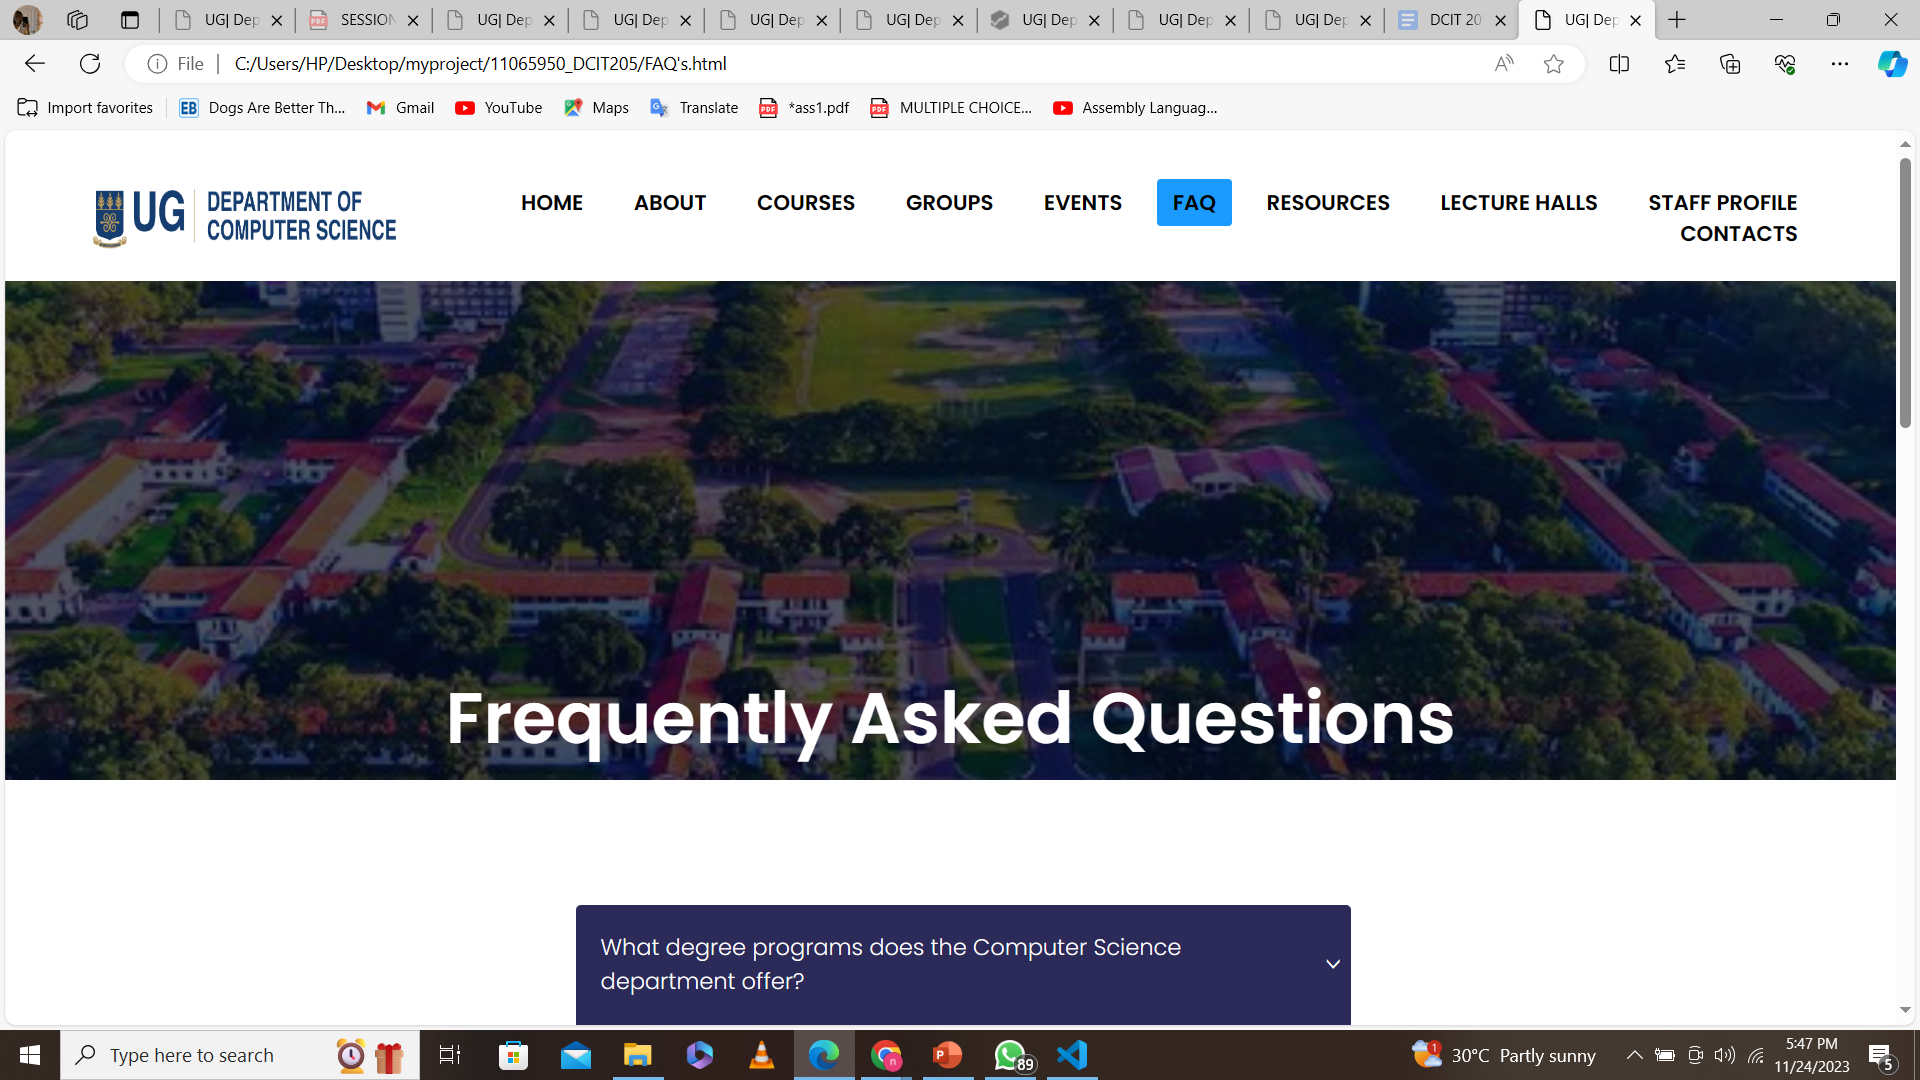 UG| Dep
SESSION
UG| Dep
UG| Dep
UG| Dep
UG| Dep
UG| Dep
UG| Dep
UG| Dep
DCIT 20
UG| Dep
File
C:/Users/HP/Desktop/myproject/11065950_DCIT205/FAQ's.html
Import favorites
EB Dogs Are Better Th...
Gmail
YouTube
Maps
Translate
PDF *ass1.pdf
PDF MULTIPLE CHOICE...
Assembly Languag...
UG
DEPARTMENT OF
COMPUTER SCIENCE
HOME ABOUT COURSES GROUPS EVENTS FAQ RESOURCES LECTURE HALLS STAFF PROFILE
CONTACTS
Frequently Asked Questions
What degree programs does the Computer Science
department offer?
Type here to search
89
1
30°C Partly sunny
5:47 PM
11/24/2023
5